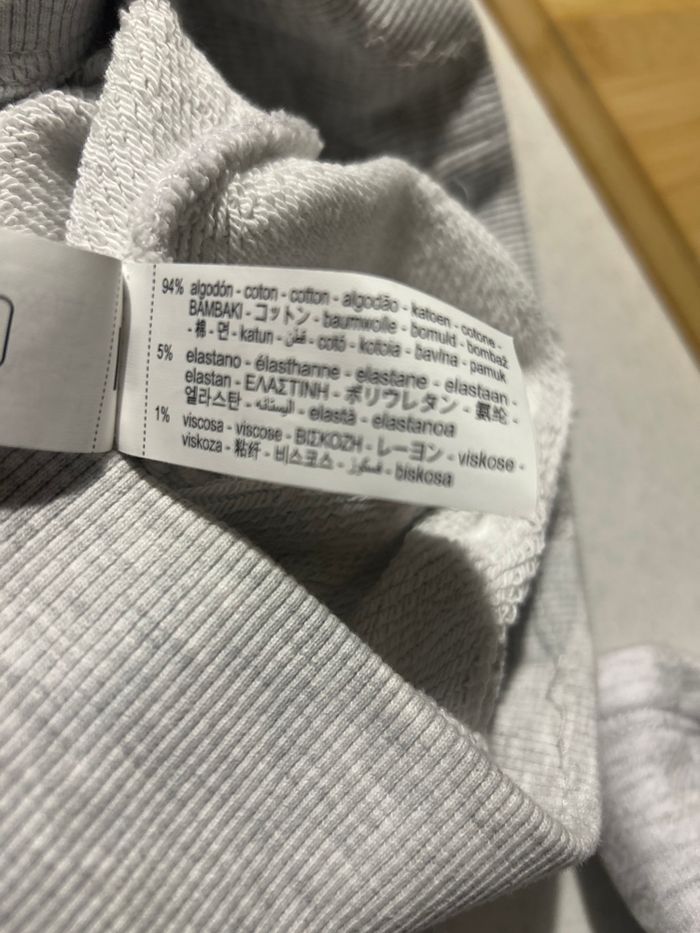 94% algodón - coton - cotton - algodão - katoen - cotone -
BAMBAKI - コットン - baumwolle - bomuld - bombaž
- 棉 - 면 - katun - قطن - cotó - kotoia - bavlna - pamuk
5% elastano - élasthanne - elastane - elastaan -
elastan - ΕΛΑΣΤΙΝΗ - ポリウレタン - 氨纶 -
엘라스탄 - اليستانه - elastà - elastanoa
1% viscosa - viscose - ΒΙΣΚΟΖΗ - レーヨン - viskose -
viskoza - 粘纤 - 비스코스 - فسكوز - biskosa